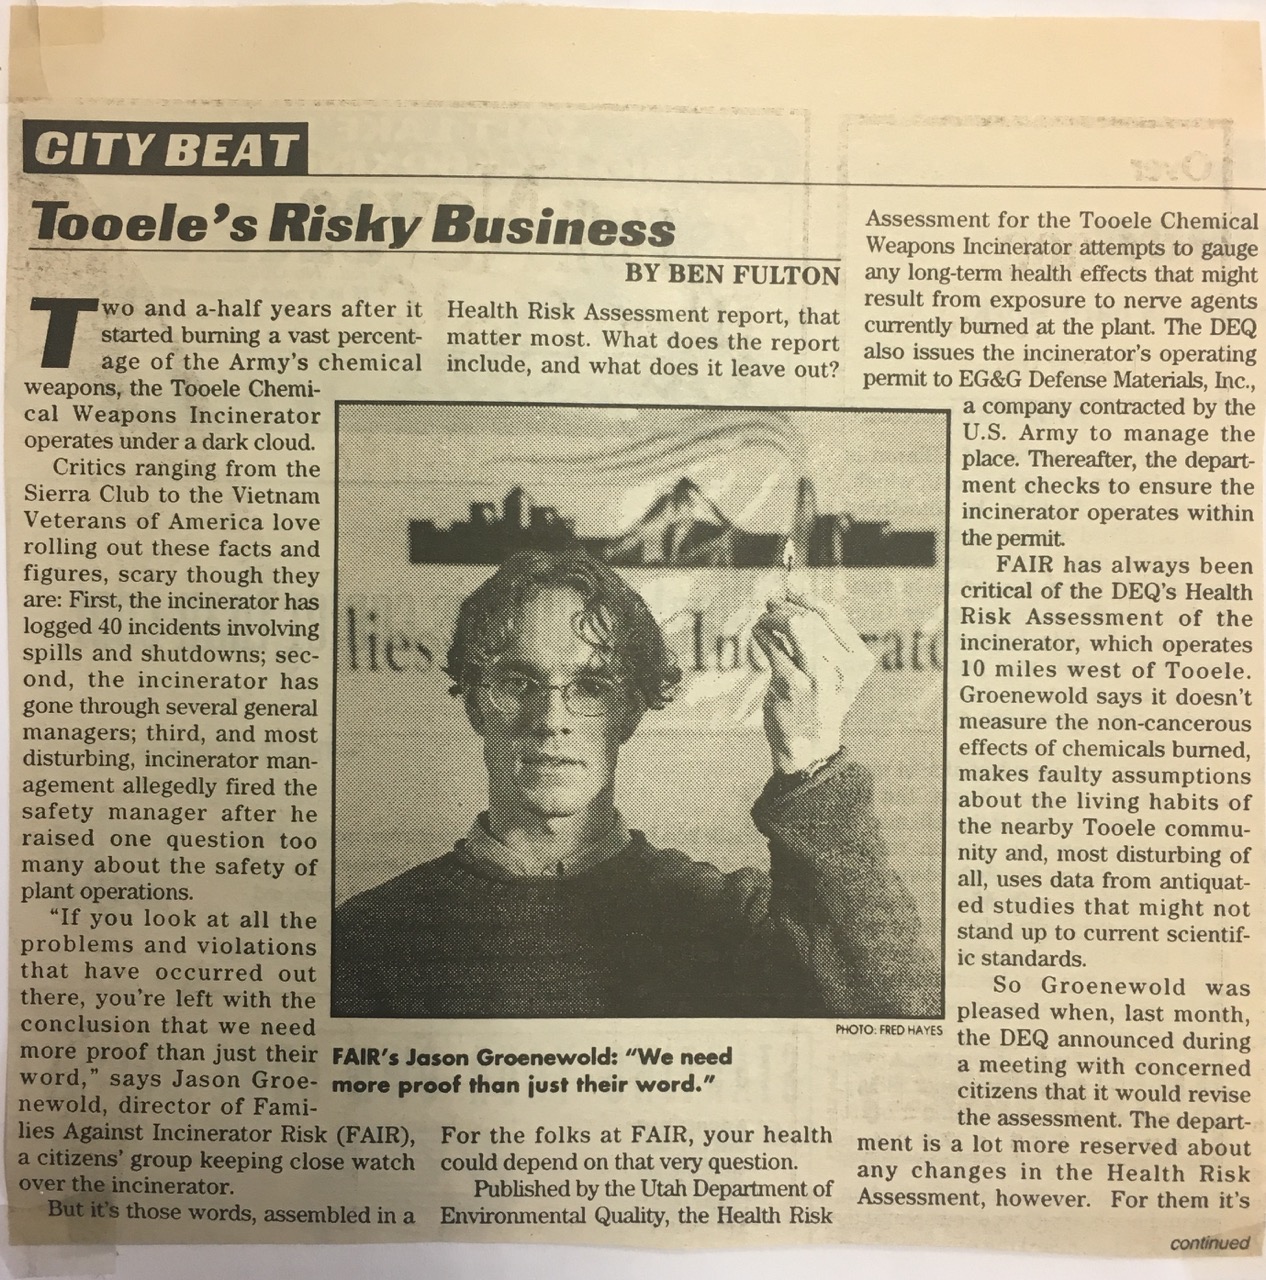 CITY BEAT
Tooele's Risky Business
BY BEN FULTON
Two and a-half years after it
started burning a vast percent-
age of the Army's chemical
weapons, the Tooele Chemi-
cal Weapons Incinerator
operates under a dark cloud.
Critics ranging from the
Sierra Club to the Vietnam
Veterans of America love
rolling out these facts and
figures, scary though they
are: First, the incinerator has
logged 40 incidents involving
spills and shutdowns; sec-
ond, the incinerator has
gone through several general
managers; third, and most
disturbing, incinerator man-
agement allegedly fired the
safety manager after he
raised one question too
many about the safety of
plant operations.
"If you look at all the
problems and violations
that have occurred out
there, you're left with the
conclusion that we need
more proof than just their
word," says Jason Groe-
newold, director of Fami-
lies Against Incinerator Risk (FAIR),
a citizens' group keeping close watch
over the incinerator.
But it's those words, assembled in a
Health Risk Assessment report, that
matter most. What does the report
include, and what does it leave out?
lies
PHOTO: FRED HAYES
FAIR's Jason Groenewold: "We need
more proof than just their word."
For the folks at FAIR, your health
could depend on that very question.
Published by the Utah Department of
Environmental Quality, the Health Risk
Assessment for the Tooele Chemical
Weapons Incinerator attempts to gauge
any long-term health effects that might
result from exposure to nerve agents
currently burned at the plant. The DEQ
also issues the incinerator's operating
permit to EG&G Defense Materials, Inc.,
a company contracted by the
U.S. Army to manage the
place. Thereafter, the depart-
ment checks to ensure the
incinerator operates within
the permit.
FAIR has always been
critical of the DEQ's Health
Risk Assessment of the
incinerator, which operates
10 miles west of Tooele.
Groenewold says it doesn't
measure the non-cancerous
effects of chemicals burned,
makes faulty assumptions
about the living habits of
the nearby Tooele commu-
nity and, most disturbing of
all, uses data from antiquat-
ed studies that might not
stand up to current scientif-
ic standards.
So Groenewold was
pleased when, last month,
the DEQ announced during
a meeting with concerned
citizens that it would revise
the assessment. The depart-
ment is a lot more reserved about
any changes in the Health Risk
Assessment, however. For them it's
continued